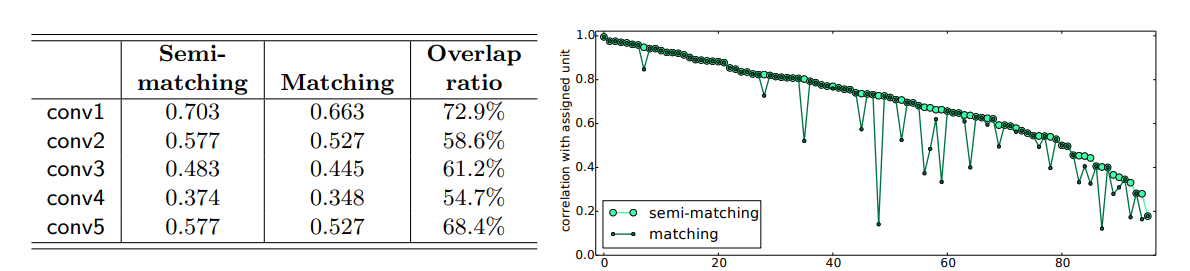 Semi- Overlap
matching Matching ratio
conv1 0.703 0.663 72.9%
conv2 0.577 0.527 58.6%
conv3 0.483 0.445 61.2%
conv4 0.374 0.348 54.7%
conv5 0.577 0.527 68.4%
correlation with assigned unit
1.0
0.8
0.6
0.4
0.2
0.0
semi-matching
matching
0 20 40 60 80